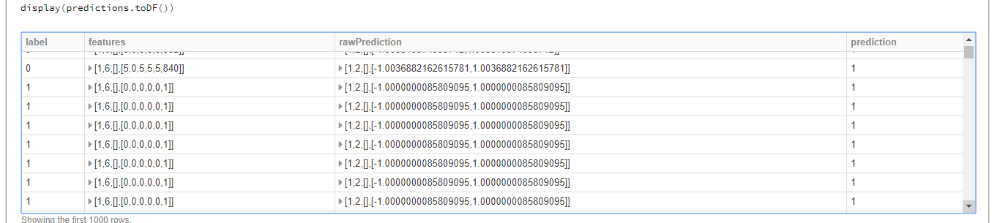 display(predictions.toDF())
label features rawPrediction prediction
0 [1,6,[],[5,0,5,5,5,840]] [1,2,[],[-1.0036882162615781,1.0036882162615781]] 1
1 [1,6,[],[0,0,0,0,0,1]] [1,2,[],[-1.0000000085809095,1.0000000085809095]] 1
1 [1,6,[],[0,0,0,0,0,1]] [1,2,[],[-1.0000000085809095,1.0000000085809095]] 1
1 [1,6,[],[0,0,0,0,0,1]] [1,2,[],[-1.0000000085809095,1.0000000085809095]] 1
1 [1,6,[],[0,0,0,0,0,1]] [1,2,[],[-1.0000000085809095,1.0000000085809095]] 1
1 [1,6,[],[0,0,0,0,0,1]] [1,2,[],[-1.0000000085809095,1.0000000085809095]] 1
1 [1,6,[],[0,0,0,0,0,1]] [1,2,[],[-1.0000000085809095,1.0000000085809095]] 1
1 [1,6,[],[0,0,0,0,0,1]] [1,2,[],[-1.0000000085809095,1.0000000085809095]] 1
Showing the first 1000 rows.